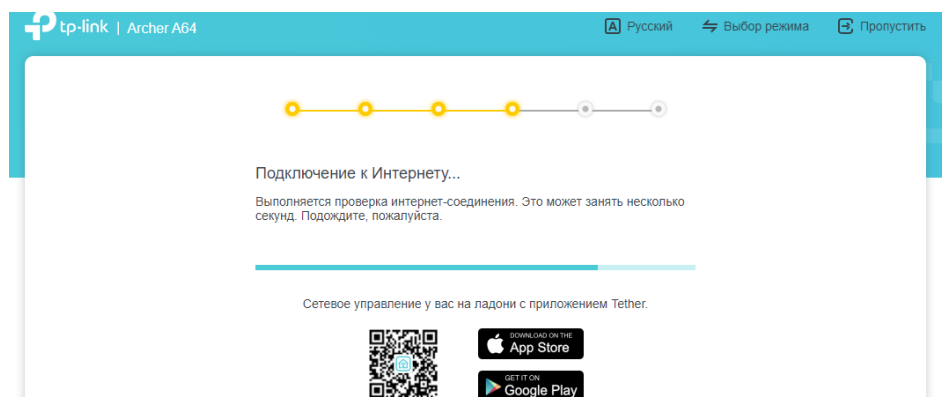 tp-link | Archer A64
Русский
Выбор режима
Пропустить
Подключение к Интернету...
Выполняется проверка интернет-соединения. Это может занять несколько
секунд. Подождите, пожалуйста.
Сетевое управление у вас на ладони с приложением Tether.
DOWNLOAD ON THE
App Store
GET IT ON
Google Play